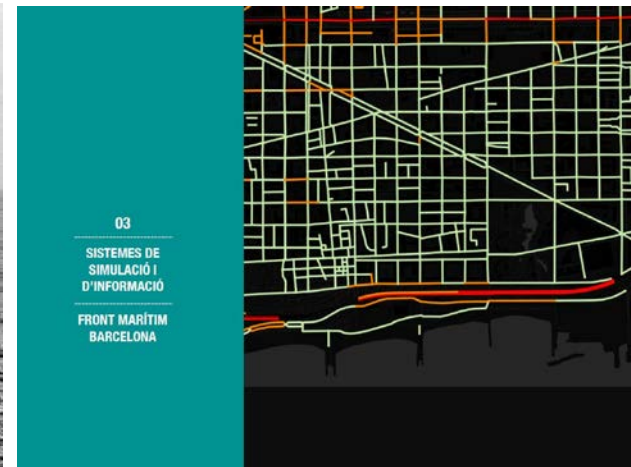 03
SISTEMES DE
SIMULACIÓ I
D'INFORMACIÓ
FRONT MARÍTIM
BARCELONA